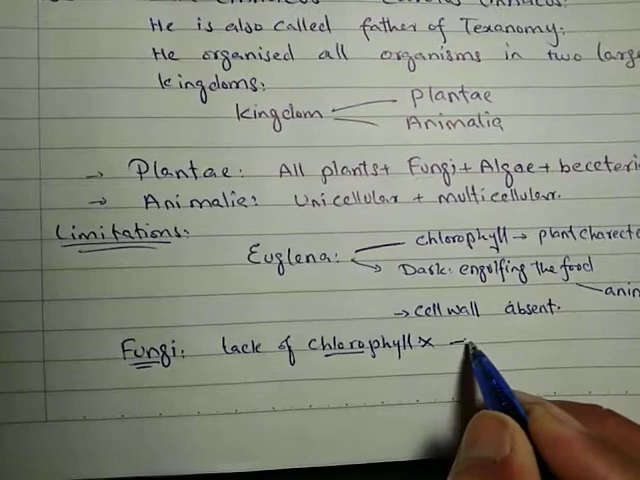 He is also called father of Texanomy:
He organised all organisms in two large
kingdoms:
kingdom
Plantae
Animalia
→ Plantae: All plants+ Fungi+ Algae+ becteria
→ Animalia: Unicellular + multicellular.
Limitations:
Euglena:
chlorophyll → plant charecte
Dark: engulfing the food
anim
→ cell wall absent.
Fungi: lack of chlorophyll x